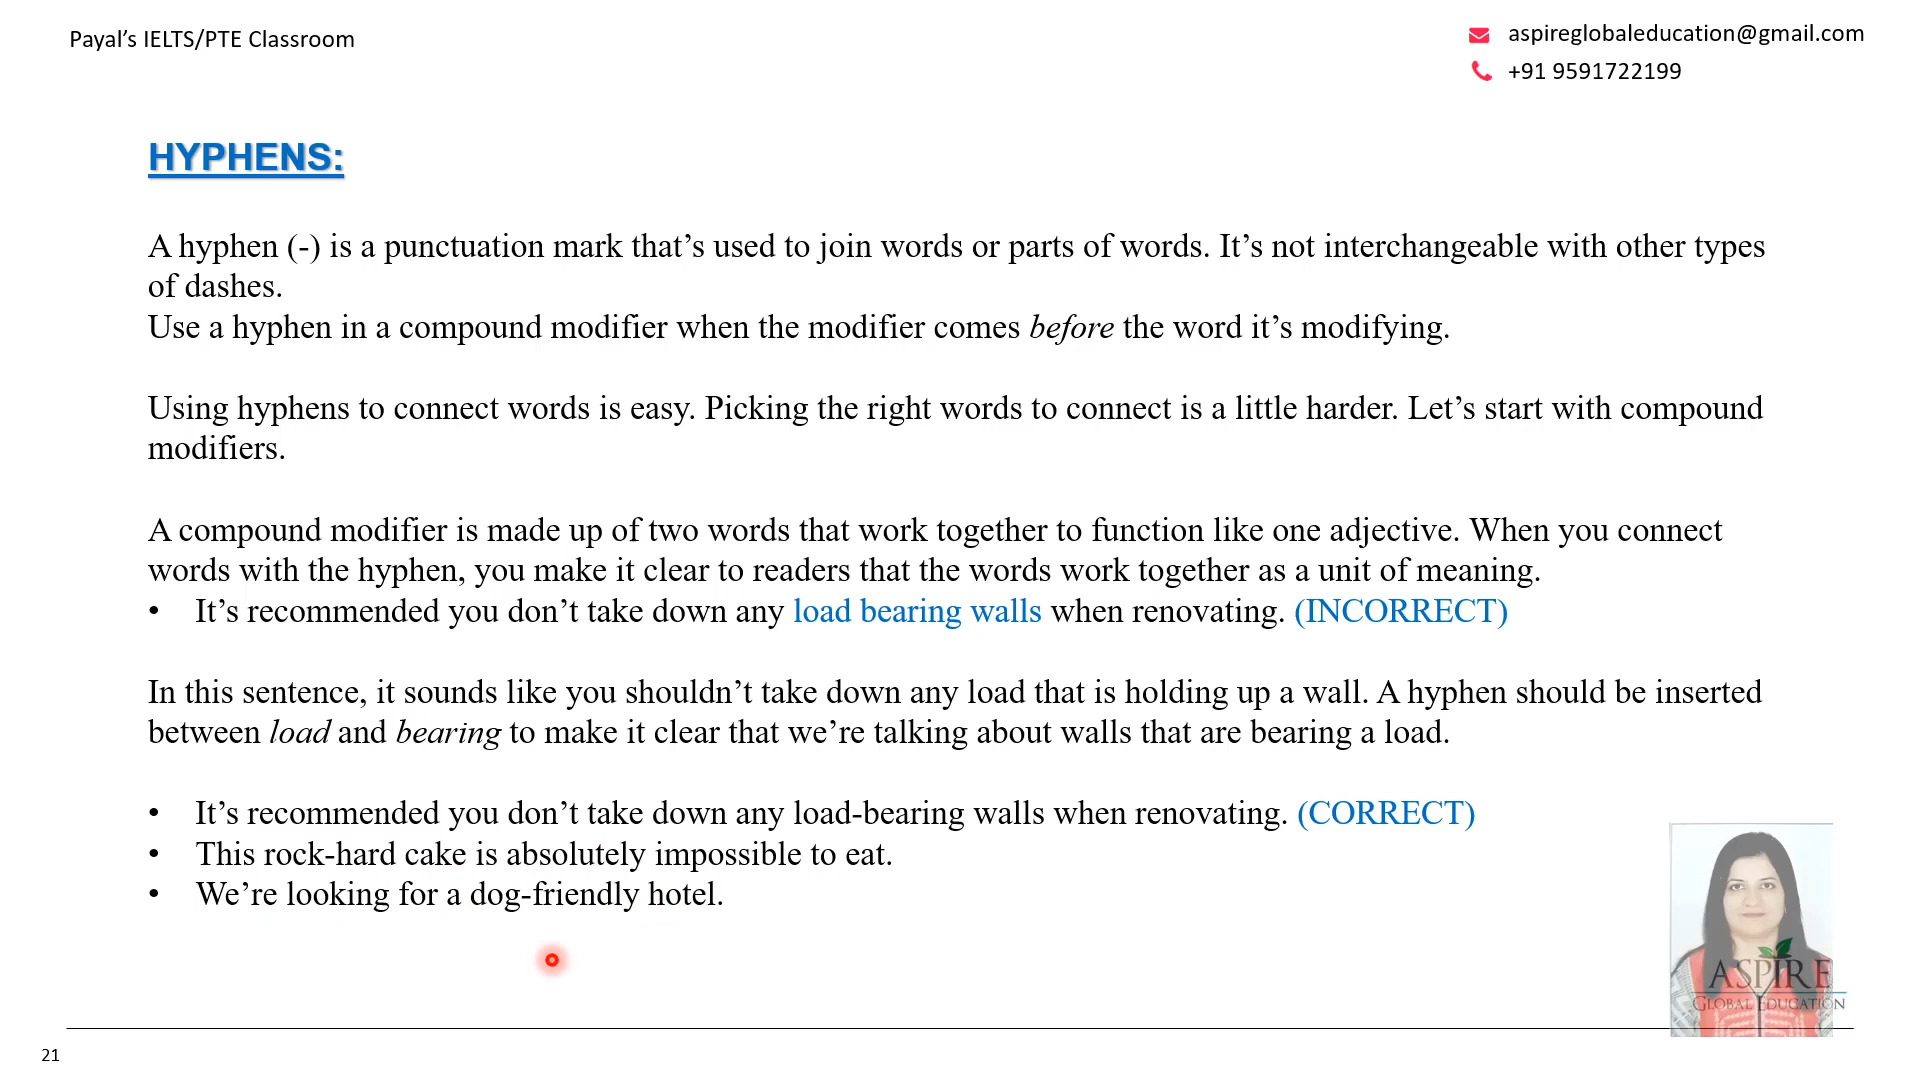 Payal’s IELTS/PTE Classroom
aspireglobaleducation@gmail.com
+91 9591722199
HYPHENS:
A hyphen (-) is a punctuation mark that’s used to join words or parts of words. It’s not interchangeable with other types
of dashes.
Use a hyphen in a compound modifier when the modifier comes before the word it’s modifying.
Using hyphens to connect words is easy. Picking the right words to connect is a little harder. Let’s start with compound
modifiers.
A compound modifier is made up of two words that work together to function like one adjective. When you connect
words with the hyphen, you make it clear to readers that the words work together as a unit of meaning.
• It’s recommended you don’t take down any load bearing walls when renovating. (INCORRECT)
In this sentence, it sounds like you shouldn’t take down any load that is holding up a wall. A hyphen should be inserted
between load and bearing to make it clear that we’re talking about walls that are bearing a load.
• It’s recommended you don’t take down any load-bearing walls when renovating. (CORRECT)
• This rock-hard cake is absolutely impossible to eat.
• We’re looking for a dog-friendly hotel.
ASPIRE
GLOBAL EDUCATION
21